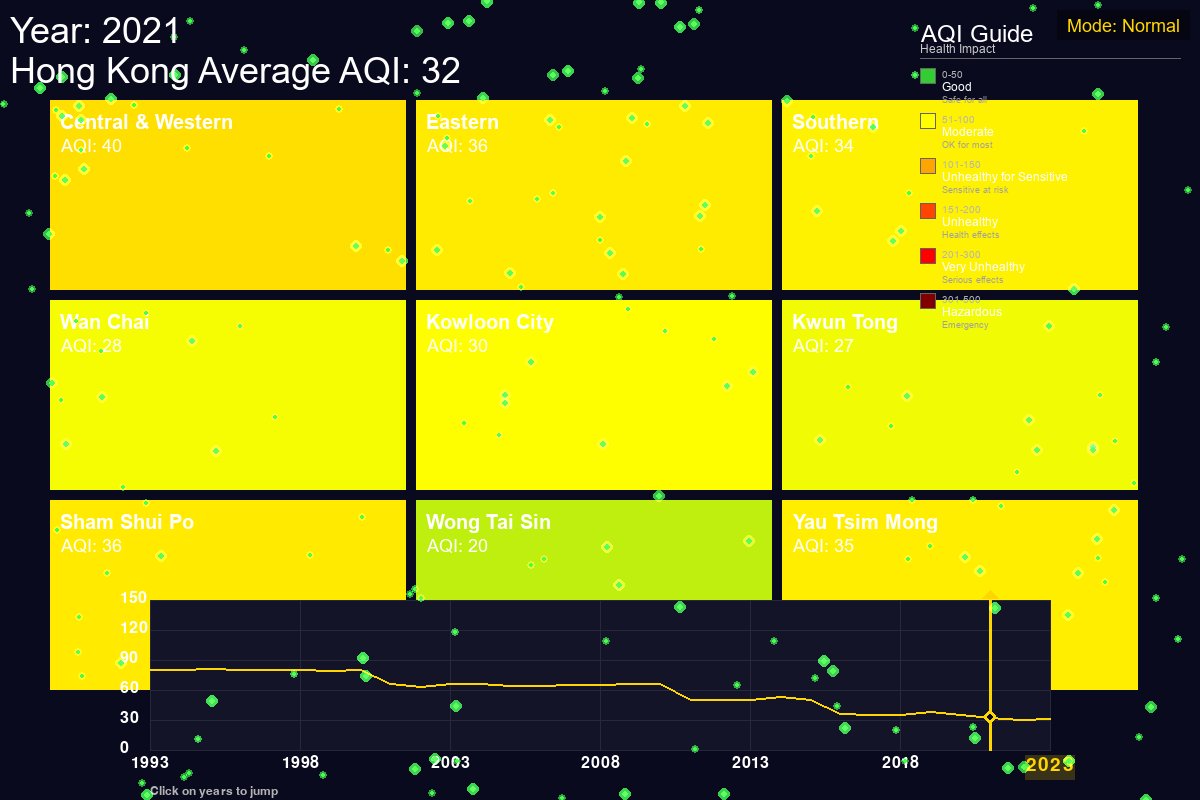 Year: 2021
Hong Kong Average AQI: 32
Mode: Normal
AQI Guide
Health Impact
0-50
Good
Safe for all
51-100
Moderate
OK for most
101-150
Unhealthy for Sensitive
Sensitive at risk
151-200
Unhealthy
Health effects
201-300
Very Unhealthy
Serious effects
301-500
Hazardous
Emergency
Central & Western
AQI: 40
Eastern
AQI: 36
Southern
AQI: 34
Wan Chai
AQI: 28
Kowloon City
AQI: 30
Kwun Tong
AQI: 27
Sham Shui Po
AQI: 36
Wong Tai Sin
AQI: 20
Yau Tsim Mong
AQI: 35
150
120
90
60
30
0
1993 1998 2003 2008 2013 2018 2023
Click on years to jump